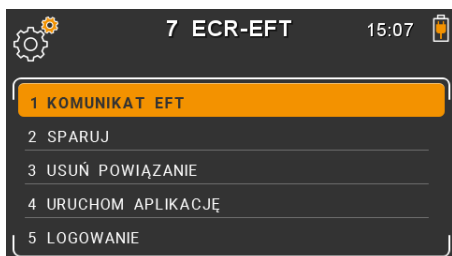 7 ECR-EFT 15:07
1 KOMUNIKAT EFT
2 SPARUJ
3 USUŃ POWIĄZANIE
4 URUCHOM APLIKACJĘ
5 LOGOWANIE